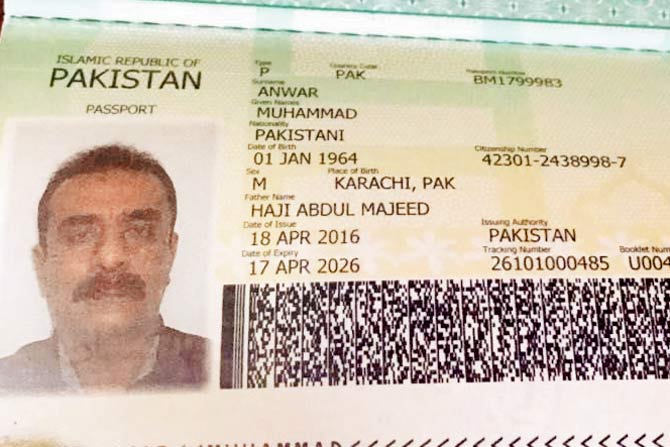 ISLAMIC REPUBLIC OF
PAKISTAN
PASSPORT
Type Country Code Passport Number
P PAK BM1799983
Surname
ANWAR
Given Names
MUHAMMAD
Nationality
PAKISTANI
Date of Birth Citizenship Number
01 JAN 1964 42301-2438998-7
Sex Place of Birth
M KARACHI, PAK
Father Name
HAJI ABDUL MAJEED
Date of Issue Issuing Authority
18 APR 2016 PAKISTAN
Date of Expiry Tracking Number Booklet Num
17 APR 2026 26101000485 U004
MUHAMMAD<<<<<<<<<<<<